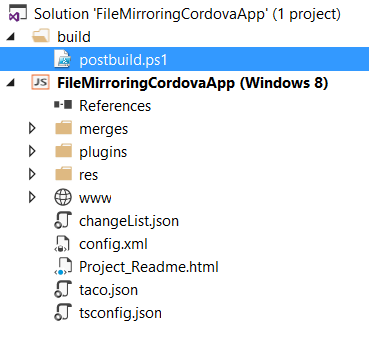 Solution 'FileMirroringCordovaApp' (1 project)
build
postbuild.ps1
JS FileMirroringCordovaApp (Windows 8)
References
merges
plugins
res
www
changeList.json
config.xml
Project_Readme.html
taco.json
tsconfig.json